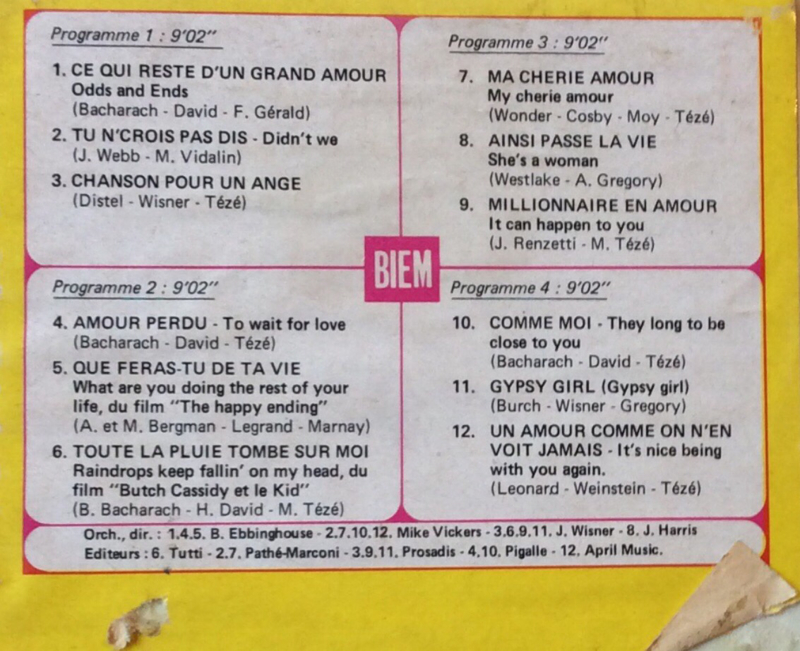 Programme 1 : 9'02"
1. CE QUI RESTE D'UN GRAND AMOUR
Odds and Ends
(Bacharach - David - F. Gérald)
2. TU N'CROIS PAS DIS - Didn't we
(J. Webb - M. Vidalin)
3. CHANSON POUR UN ANGE
(Distel - Wisner - Tézé)
Programme 2 : 9'02"
4. AMOUR PERDU - To wait for love
(Bacharach - David - Tézé)
5. QUE FERAS-TU DE TA VIE
What are you doing the rest of your
life, du film "The happy ending"
(A. et M. Bergman - Legrand - Marnay)
6. TOUTE LA PLUIE TOMBE SUR MOI
Raindrops keep fallin' on my head, du
film "Butch Cassidy et le Kid"
(B. Bacharach - H. David - M. Tézé)
BIEM
Programme 3 : 9'02"
7. MA CHERIE AMOUR
My cherie amour
(Wonder - Cosby - Moy - Tézé)
8. AINSI PASSE LA VIE
She's a woman
(Westlake - A. Gregory)
9. MILLIONNAIRE EN AMOUR
It can happen to you
(J. Renzetti - M. Tézé)
Programme 4 : 9'02"
10. COMME MOI - They long to be
close to you
(Bacharach - David - Tézé)
11. GYPSY GIRL (Gypsy girl)
(Burch - Wisner - Gregory)
12. UN AMOUR COMME ON N'EN
VOIT JAMAIS - It's nice being
with you again.
(Leonard - Weinstein - Tézé)
Orch., dir. : 1.4.5. B. Ebbinghouse - 2.7.10.12. Mike Vickers - 3.6.9.11. J. Wisner - 8. J. Harris
Editeurs : 6. Tutti - 2.7. Pathé-Marconi - 3.9.11. Prosadis - 4.10. Pigalle - 12. April Music.